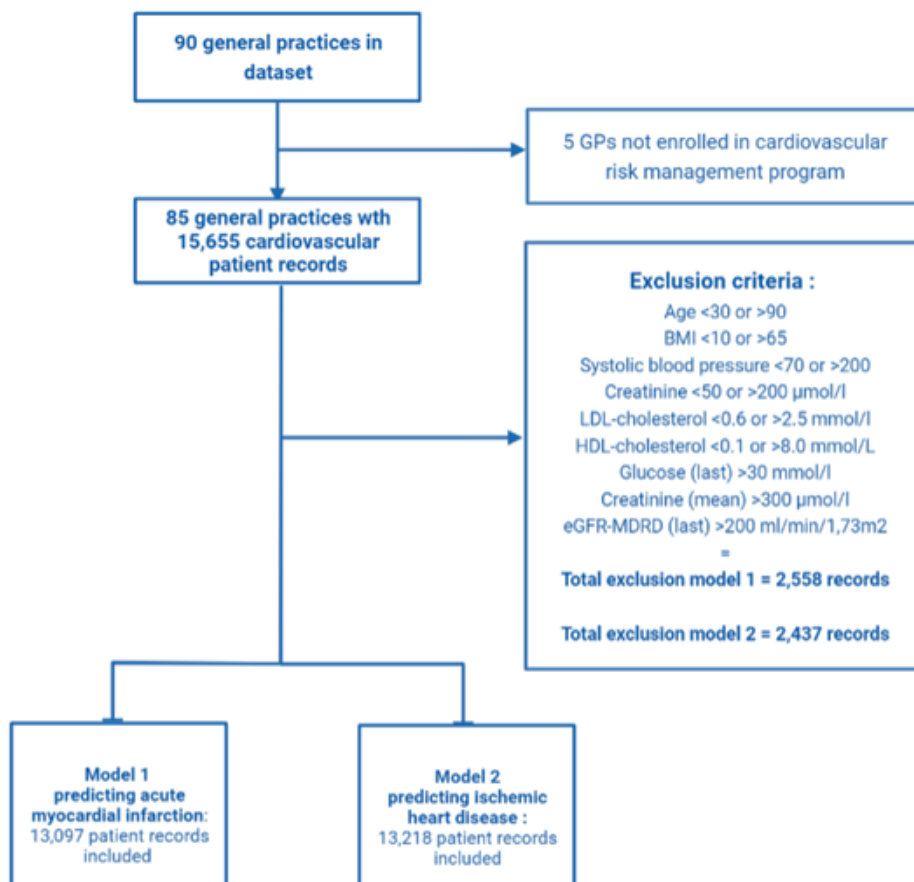 90 general practices in
dataset
5 GPs not enrolled in cardiovascular
risk management program
85 general practices wth
15,655 cardiovascular
patient records
Exclusion criteria :
Age <30 or >90
BMI <10 or >65
Systolic blood pressure <70 or >200
Creatinine <50 or >200 µmol/l
LDL-cholesterol <0.6 or >2.5 mmol/l
HDL-cholesterol <0.1 or >8.0 mmol/L
Glucose (last) >30 mmol/l
Creatinine (mean) >300 µmol/l
eGFR-MDRD (last) >200 ml/min/1,73m2
=
Total exclusion model 1 = 2,558 records
Total exclusion model 2 = 2,437 records
Model 1
predicting acute
myocardial infarction:
13,097 patient records
included
Model 2
predicting ischemic
heart disease :
13,218 patient records
included